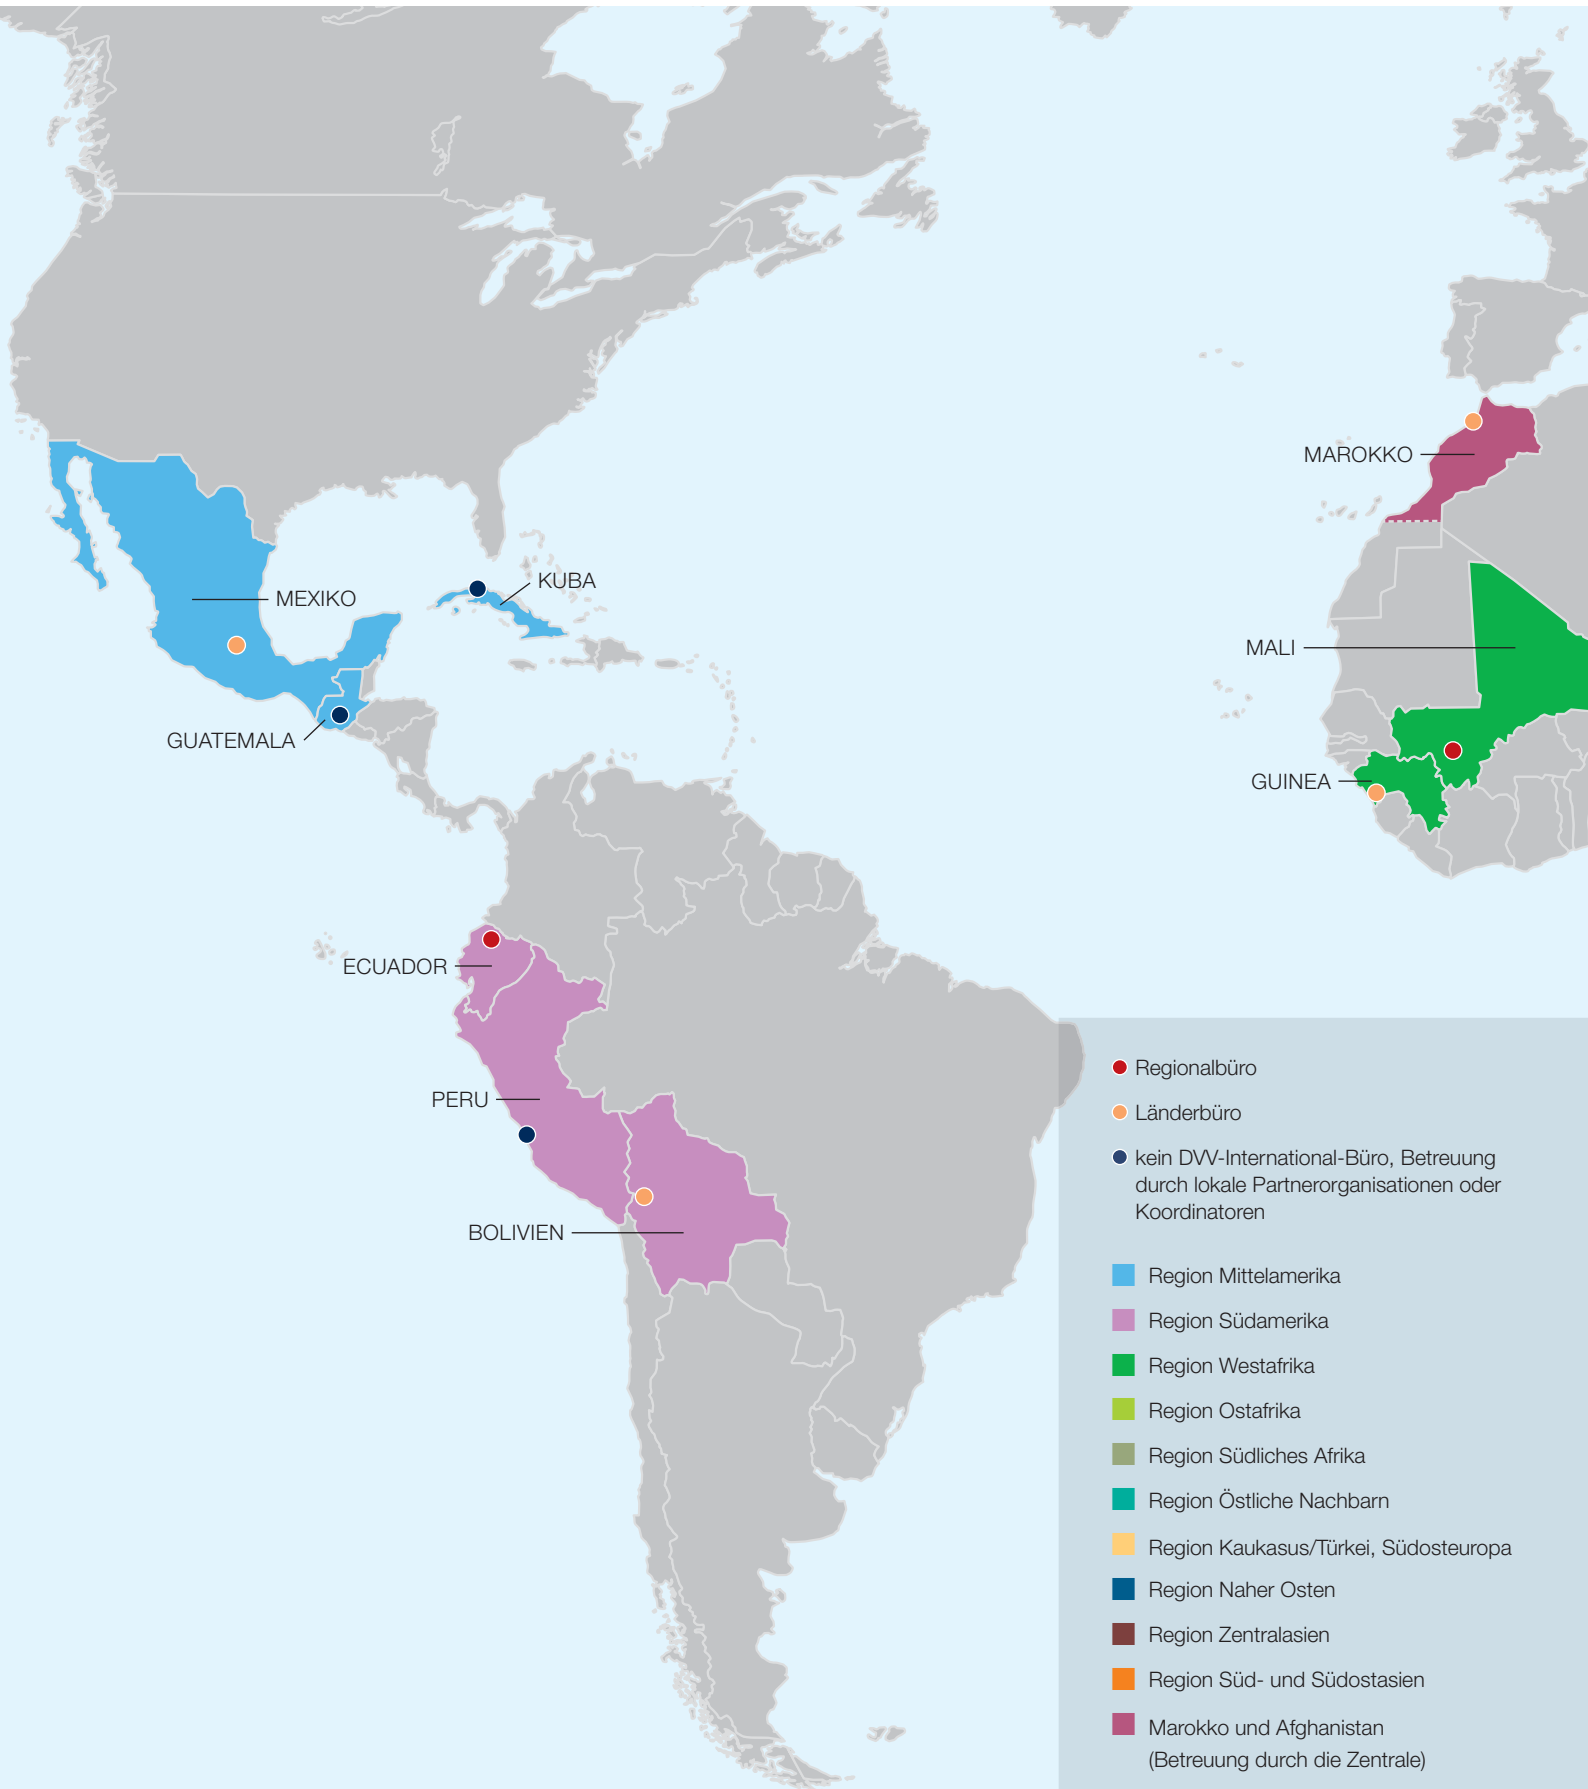 MAROKKO
KUBA
MEXIKO
MALI
GUATEMALA
GUINEA
ECUADOR
PERU
BOLIVIEN
Regionalbüro
Länderbüro
kein DVV-International-Büro, Betreuung
durch lokale Partnerorganisationen oder
Koordinatoren
Region Mittelamerika
Region Südamerika
Region Westafrika
Region Ostafrika
Region Südliches Afrika
Region Östliche Nachbarn
Region Kaukasus/Türkei, Südosteuropa
Region Naher Osten
Region Zentralasien
Region Süd- und Südostasien
Marokko und Afghanistan
(Betreuung durch die Zentrale)